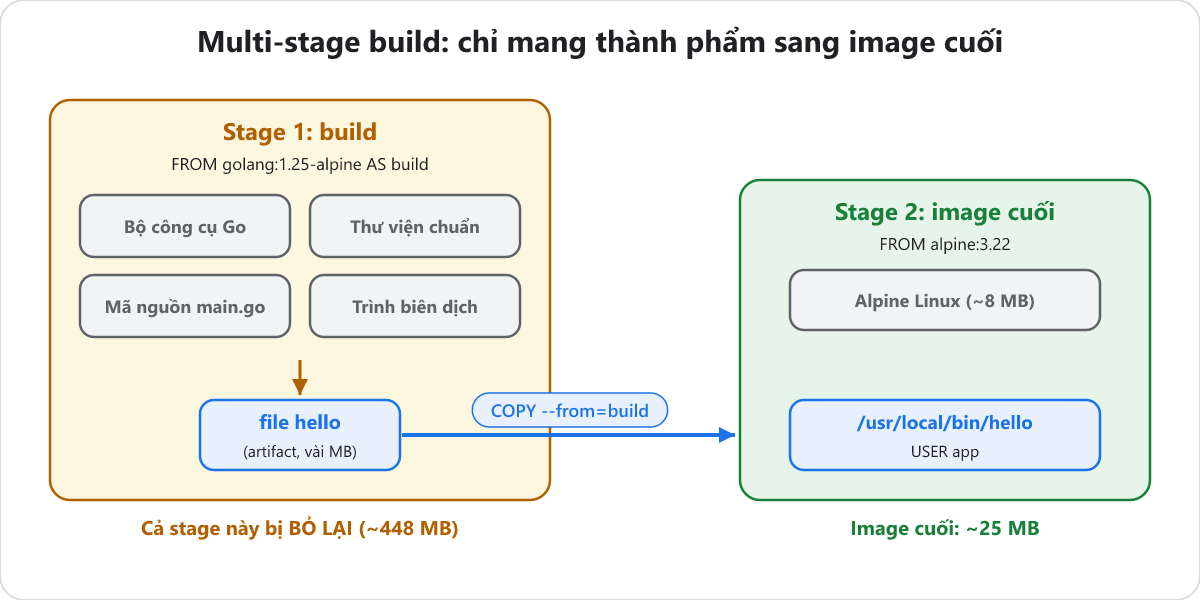 Multi-stage build: chỉ mang thành phẩm sang image cuối
Stage 1: build
FROM golang:1.25-alpine AS build
Bộ công cụ Go
Thư viện chuẩn
Mã nguồn main.go
Trình biên dịch
file hello
(artifact, vài MB)
Cả stage này bị BỎ LẠI (~448 MB)
COPY --from=build
Stage 2: image cuối
FROM alpine:3.22
Alpine Linux (~8 MB)
/usr/local/bin/hello
USER app
Image cuối: ~25 MB